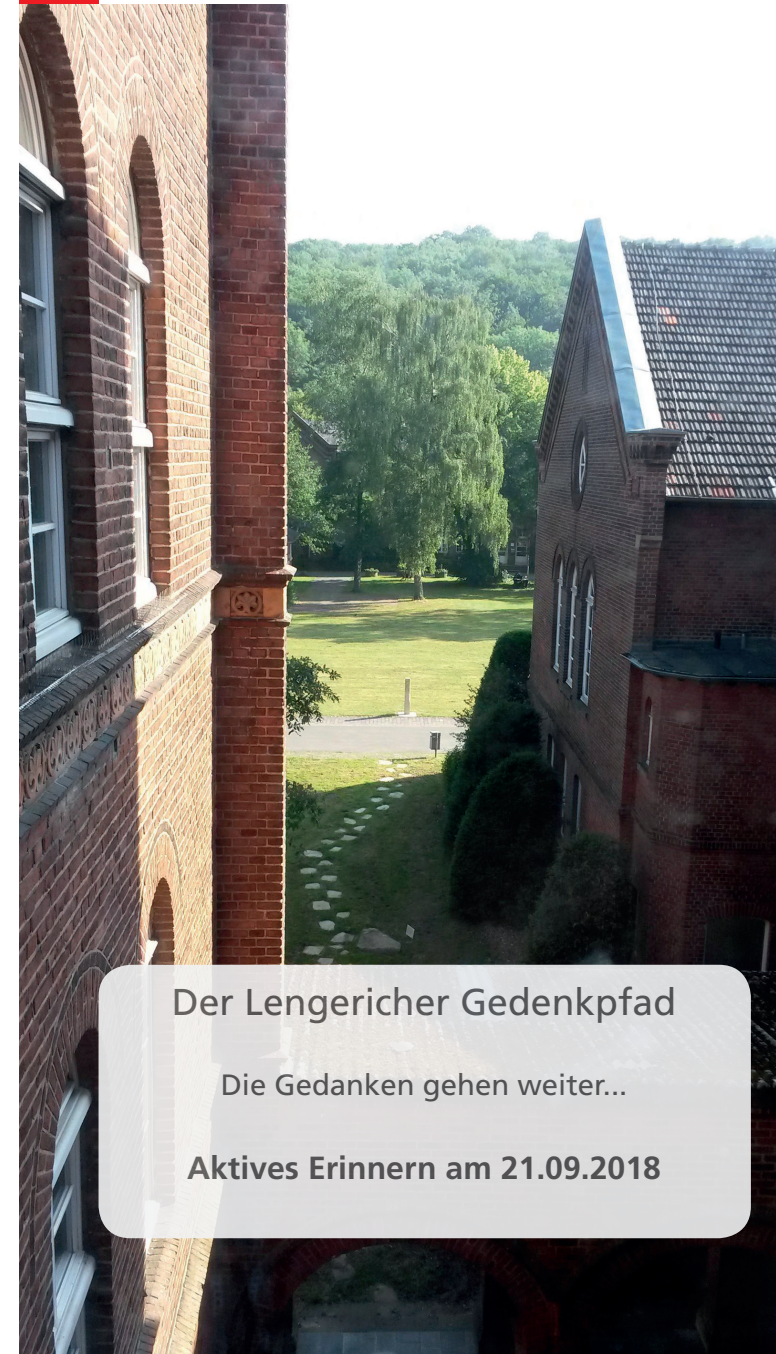 Der Lengericher Gedenkpfad
Die Gedanken gehen weiter...
Aktives Erinnern am 21.09.2018